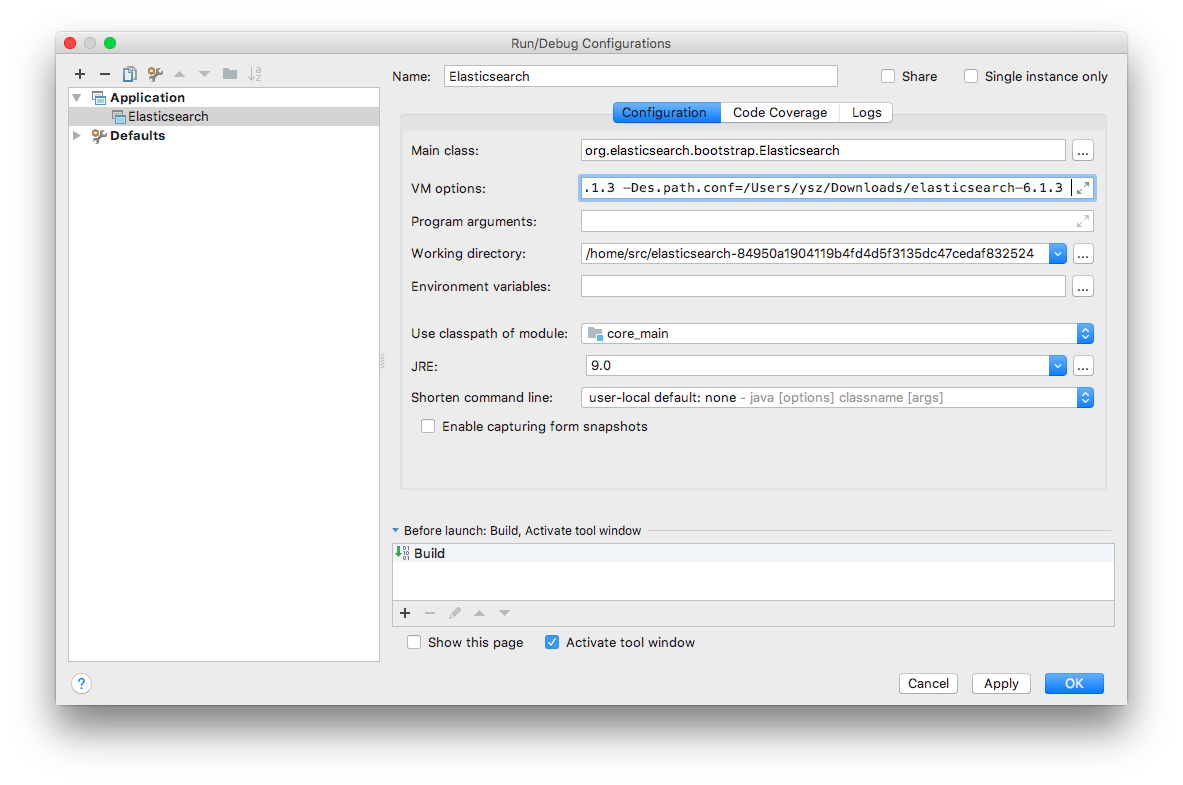 Run/Debug Configurations
Application
Elasticsearch
Defaults
Name: Elasticsearch Share Single instance only
Configuration Code Coverage Logs
Main class: org.elasticsearch.bootstrap.Elasticsearch ...
VM options: .1.3 –Des.path.conf=/Users/ysz/Downloads/elasticsearch–6.1.3
Program arguments:
Working directory: /home/src/elasticsearch-84950a1904119b4fd4d5f3135dc47cedaf832524 ...
Environment variables: ...
Use classpath of module: core_main
JRE: 9.0 ...
Shorten command line: user-local default: none - java [options] classname [args]
Enable capturing form snapshots
Before launch: Build, Activate tool window
Build
Show this page Activate tool window
? Cancel Apply OK